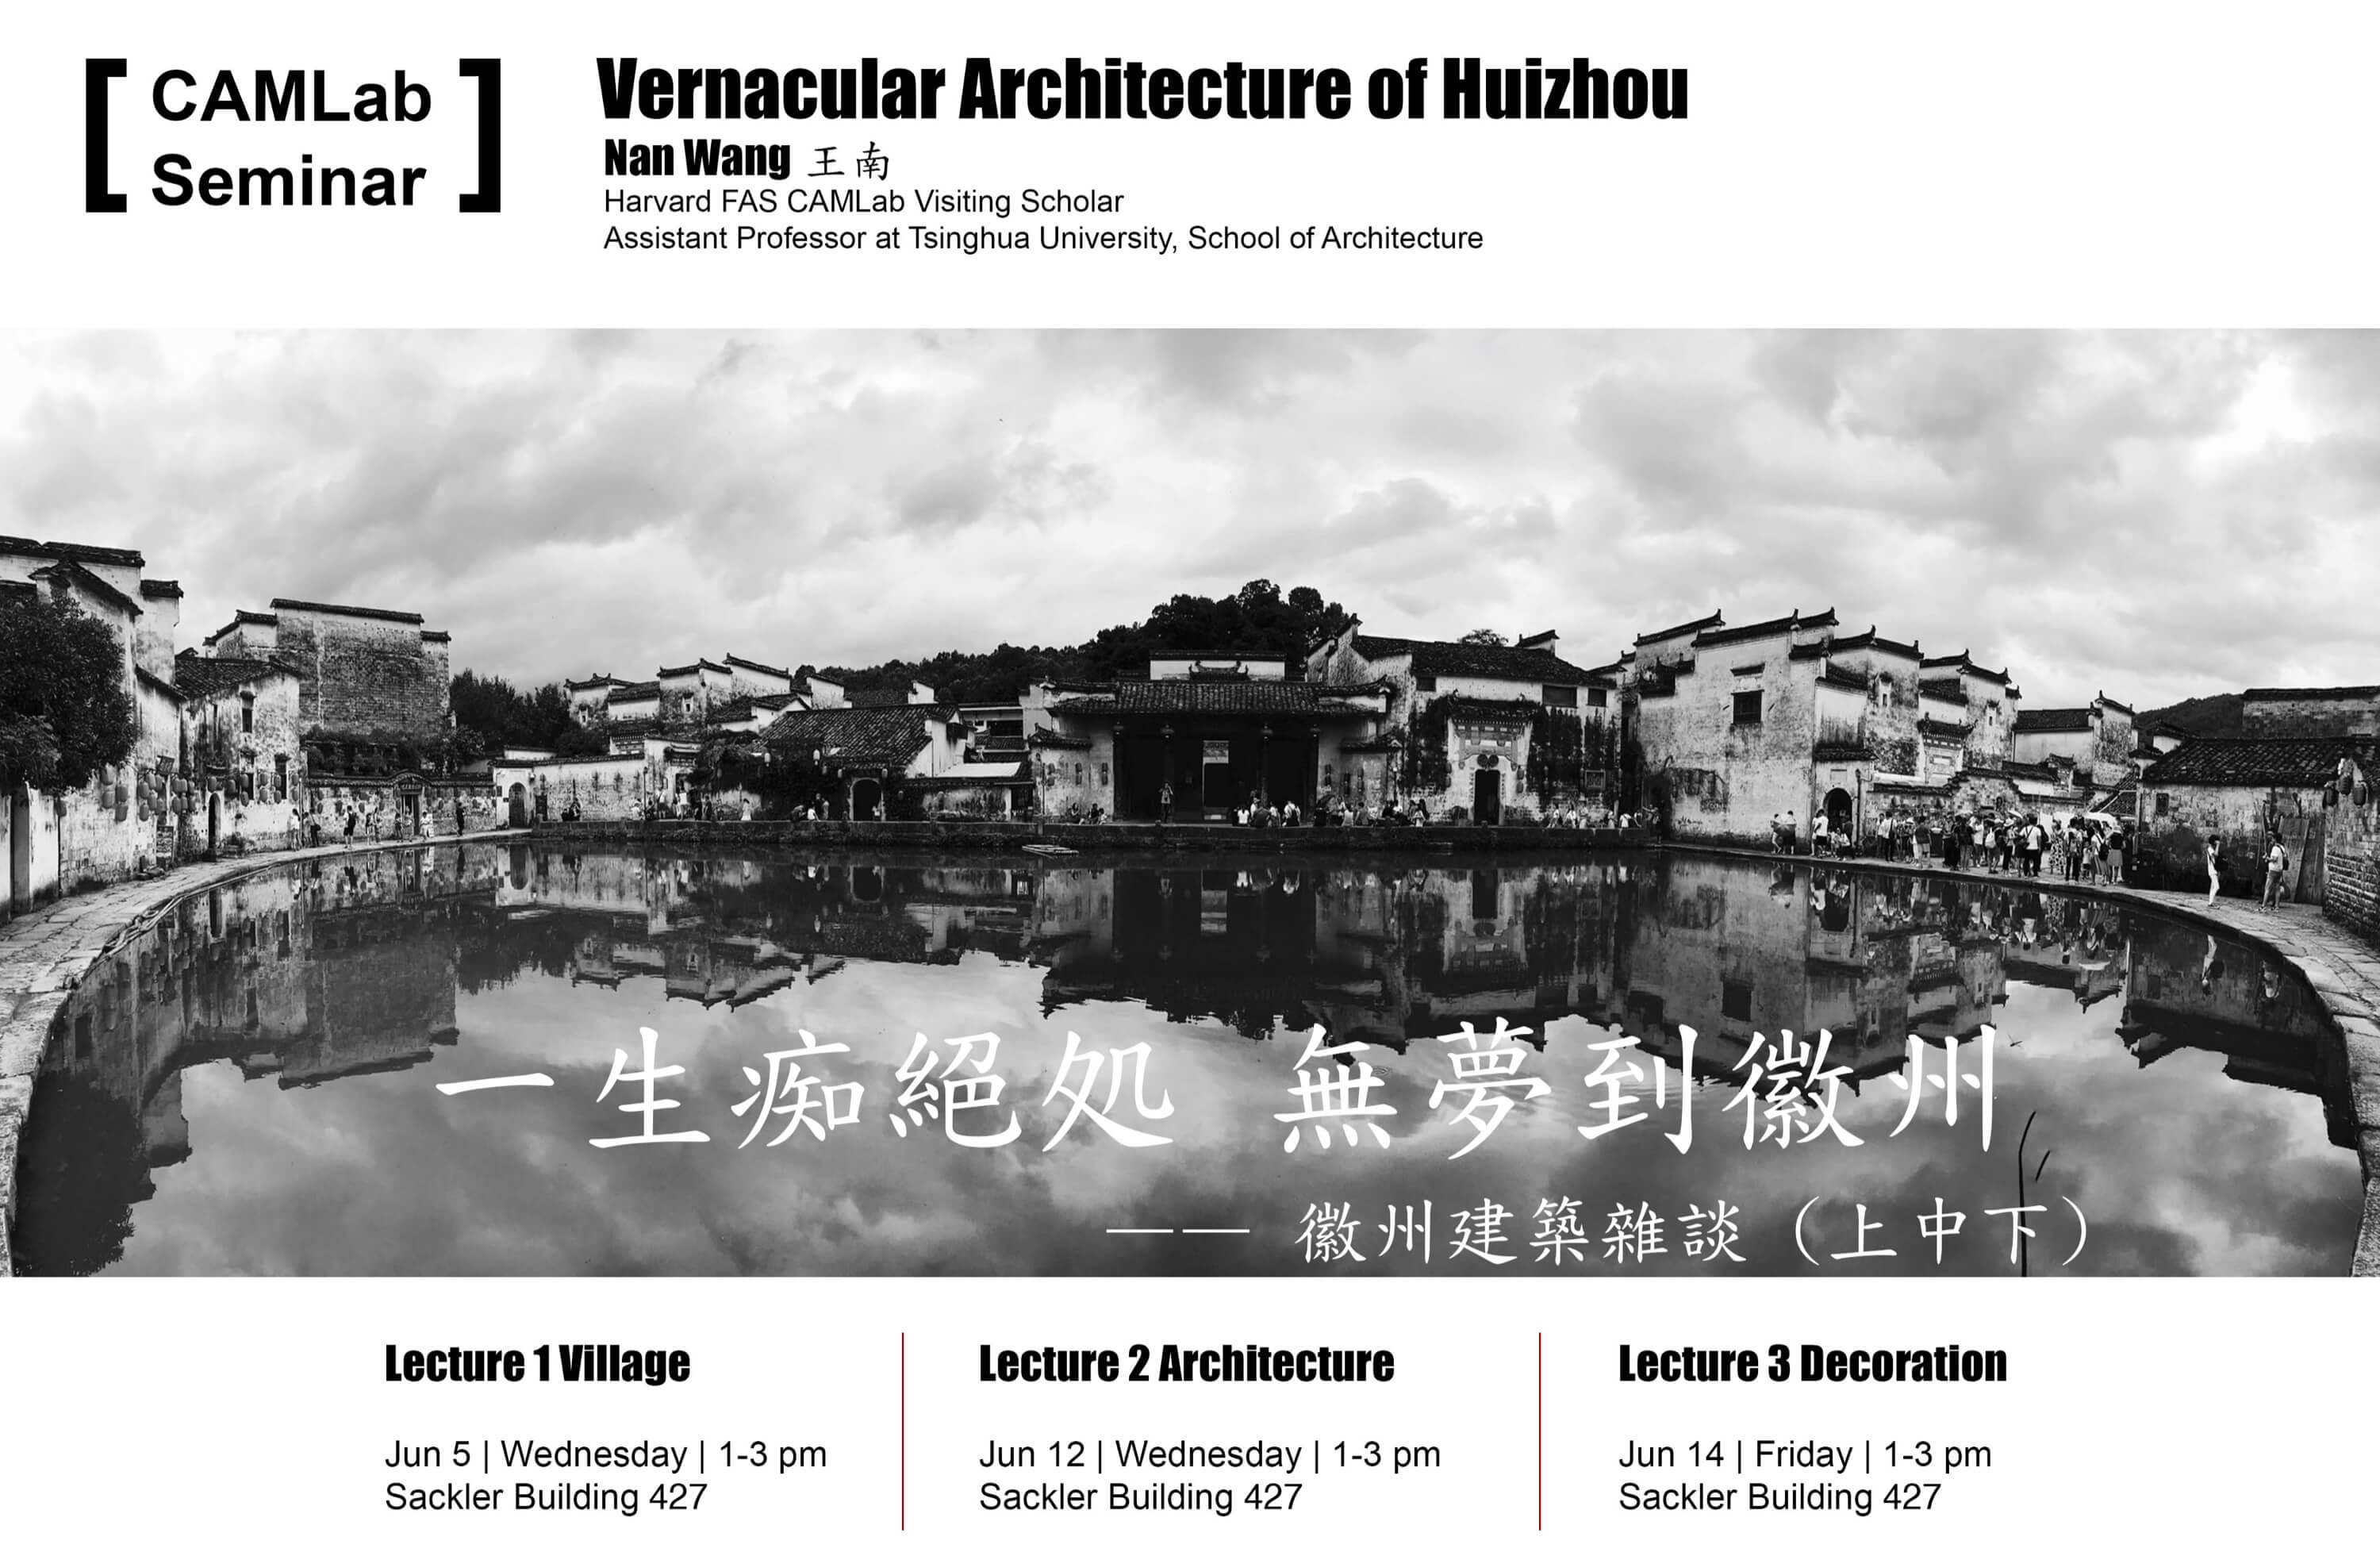 CAMLab
Seminar
Vernacular Architecture of Huizhou
Nan Wang 王南
Harvard FAS CAMLab Visiting Scholar
Assistant Professor at Tsinghua University, School of Architecture
一生痴絕処 無夢到徽州
—— 徽州建築雜談（上中下）
Lecture 1 Village
Jun 5 | Wednesday | 1-3 pm
Sackler Building 427
Lecture 2 Architecture
Jun 12 | Wednesday | 1-3 pm
Sackler Building 427
Lecture 3 Decoration
Jun 14 | Friday | 1-3 pm
Sackler Building 427